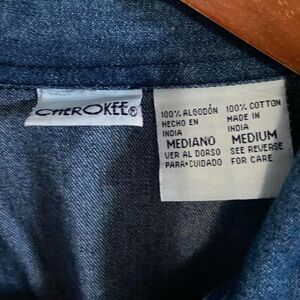 CHEROKEE®
100% ALGODÓN
HECHO EN
INDIA
MEDIANO
VER AL DORSO
PARA CUIDADO
100% COTTON
MADE IN
INDIA
MEDIUM
SEE REVERSE
FOR CARE